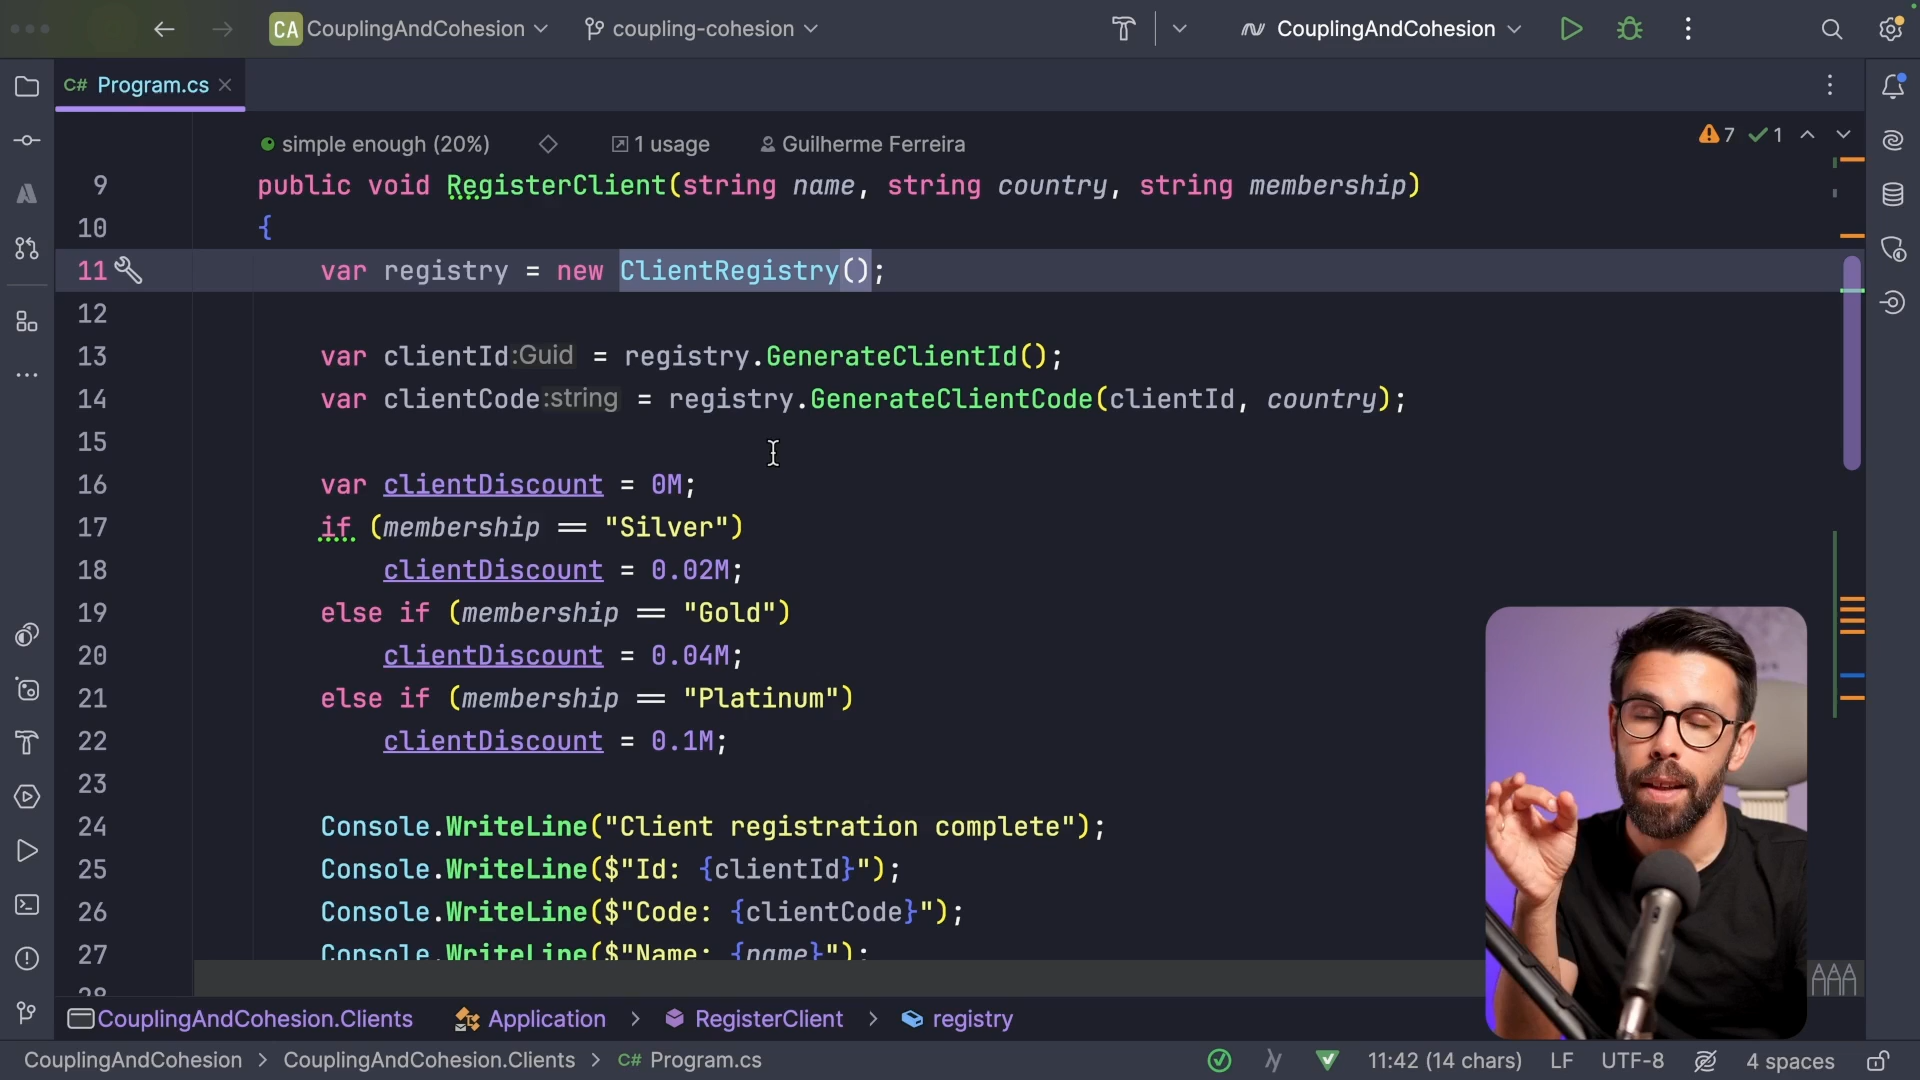 CA CouplingAndCohesion coupling-cohesion CouplingAndCohesion
C# Program.cs
simple enough (20%) 1 usage Guilherme Ferreira 7 1
9 public void RegisterClient(string name, string country, string membership)
10 {
11 var registry = new ClientRegistry();
12
13 var clientId:Guid = registry.GenerateClientId();
14 var clientCode:string = registry.GenerateClientCode(clientId, country);
15
16 var clientDiscount = 0M;
17 if (membership == "Silver")
18 clientDiscount = 0.02M;
19 else if (membership == "Gold")
20 clientDiscount = 0.04M;
21 else if (membership == "Platinum")
22 clientDiscount = 0.1M;
23
24 Console.WriteLine("Client registration complete");
25 Console.WriteLine($"Id: {clientId}");
26 Console.WriteLine($"Code: {clientCode}");
27 Console.WriteLine($"Name: {name}");
28
CouplingAndCohesion.Clients Application > RegisterClient > registry
CouplingAndCohesion > CouplingAndCohesion.Clients > C# Program.cs 11:42 (14 chars) LF UTF-8 4 spaces